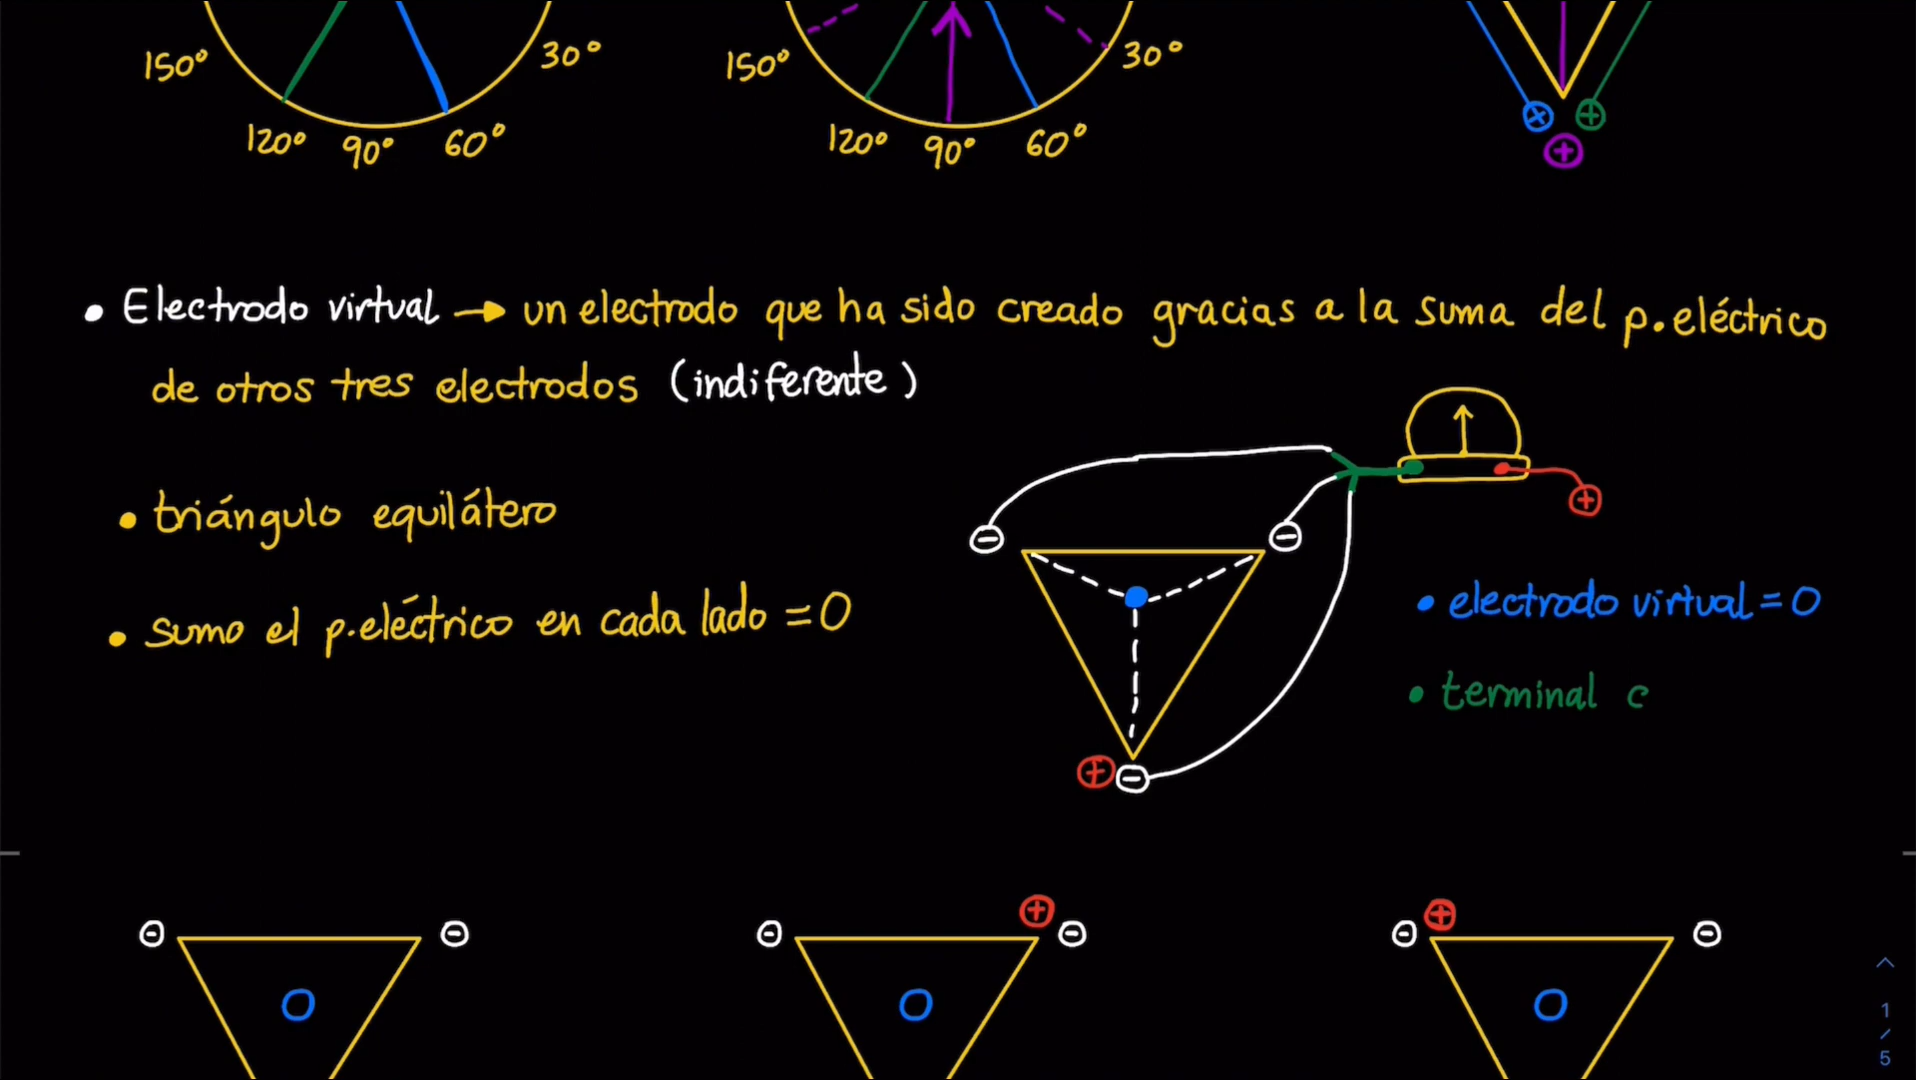 150° 30° 150° 30°
120° 90° 60° 120° 90° 60°
• Electrodo virtual → un electrodo que ha sido creado gracias a la suma del p.eléctrico
de otros tres electrodos (indiferente)
• triángulo equilátero
• sumo el p.eléctrico en cada lado = 0
• electrodo virtual = 0
• terminal c
0 0 0
1
/
5